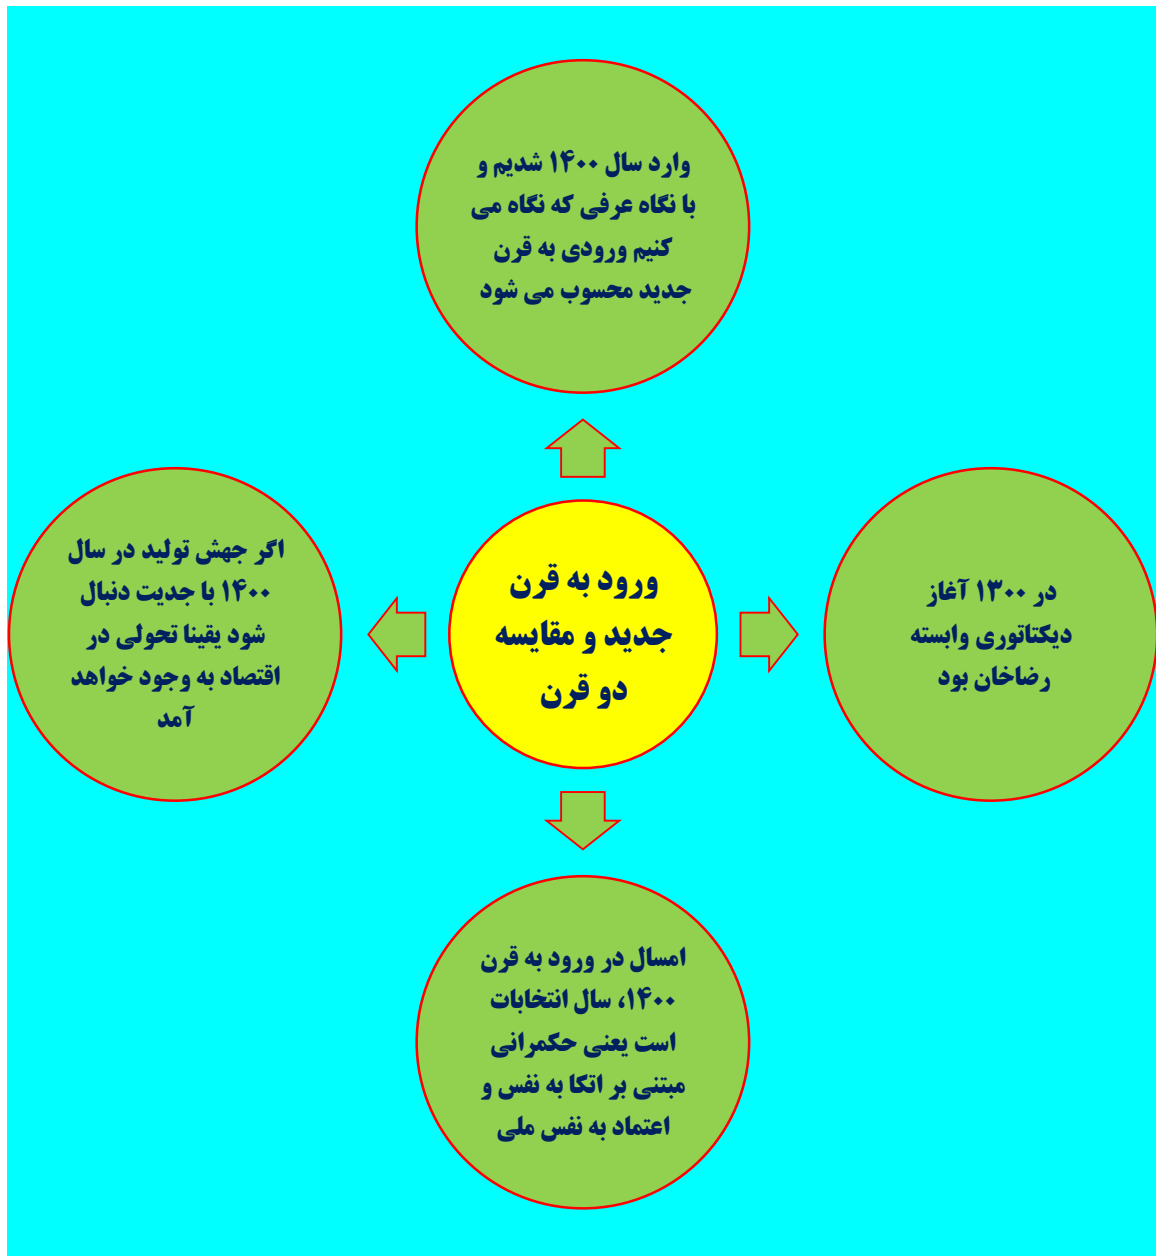 وارد سال ۱۴۰۰ شدیم و
با نگاه عرفی که نگاه می
کنیم ورودی به قرن
جدید محسوب می شود
ورود به قرن
جدید و مقایسه
دو قرن
در ۱۳۰۰ آغاز
دیکتاتوری وابسته
رضاخان بود
امسال در ورود به قرن
۱۴۰۰، سال انتخابات
است یعنی حکمرانی
مبتنی بر اتکا به نفس و
اعتماد به نفس ملی
اگر جهش تولید در سال
۱۴۰۰ با جدیت دنبال
شود یقینا تحولی در
اقتصاد به وجود خواهد
آمد